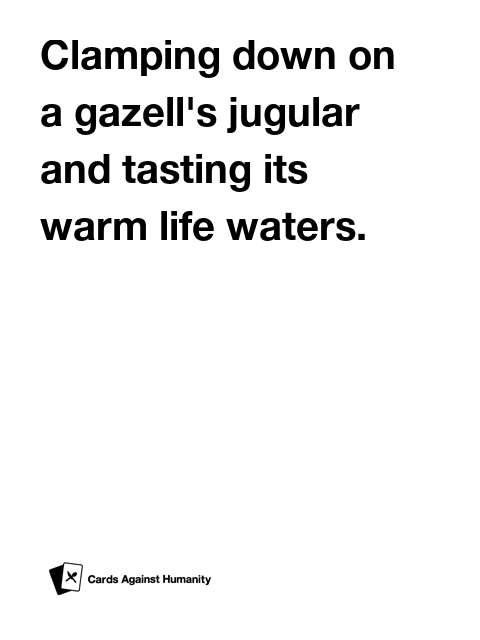 Clamping down on
a gazell's jugular
and tasting its
warm life waters.
Cards Against Humanity